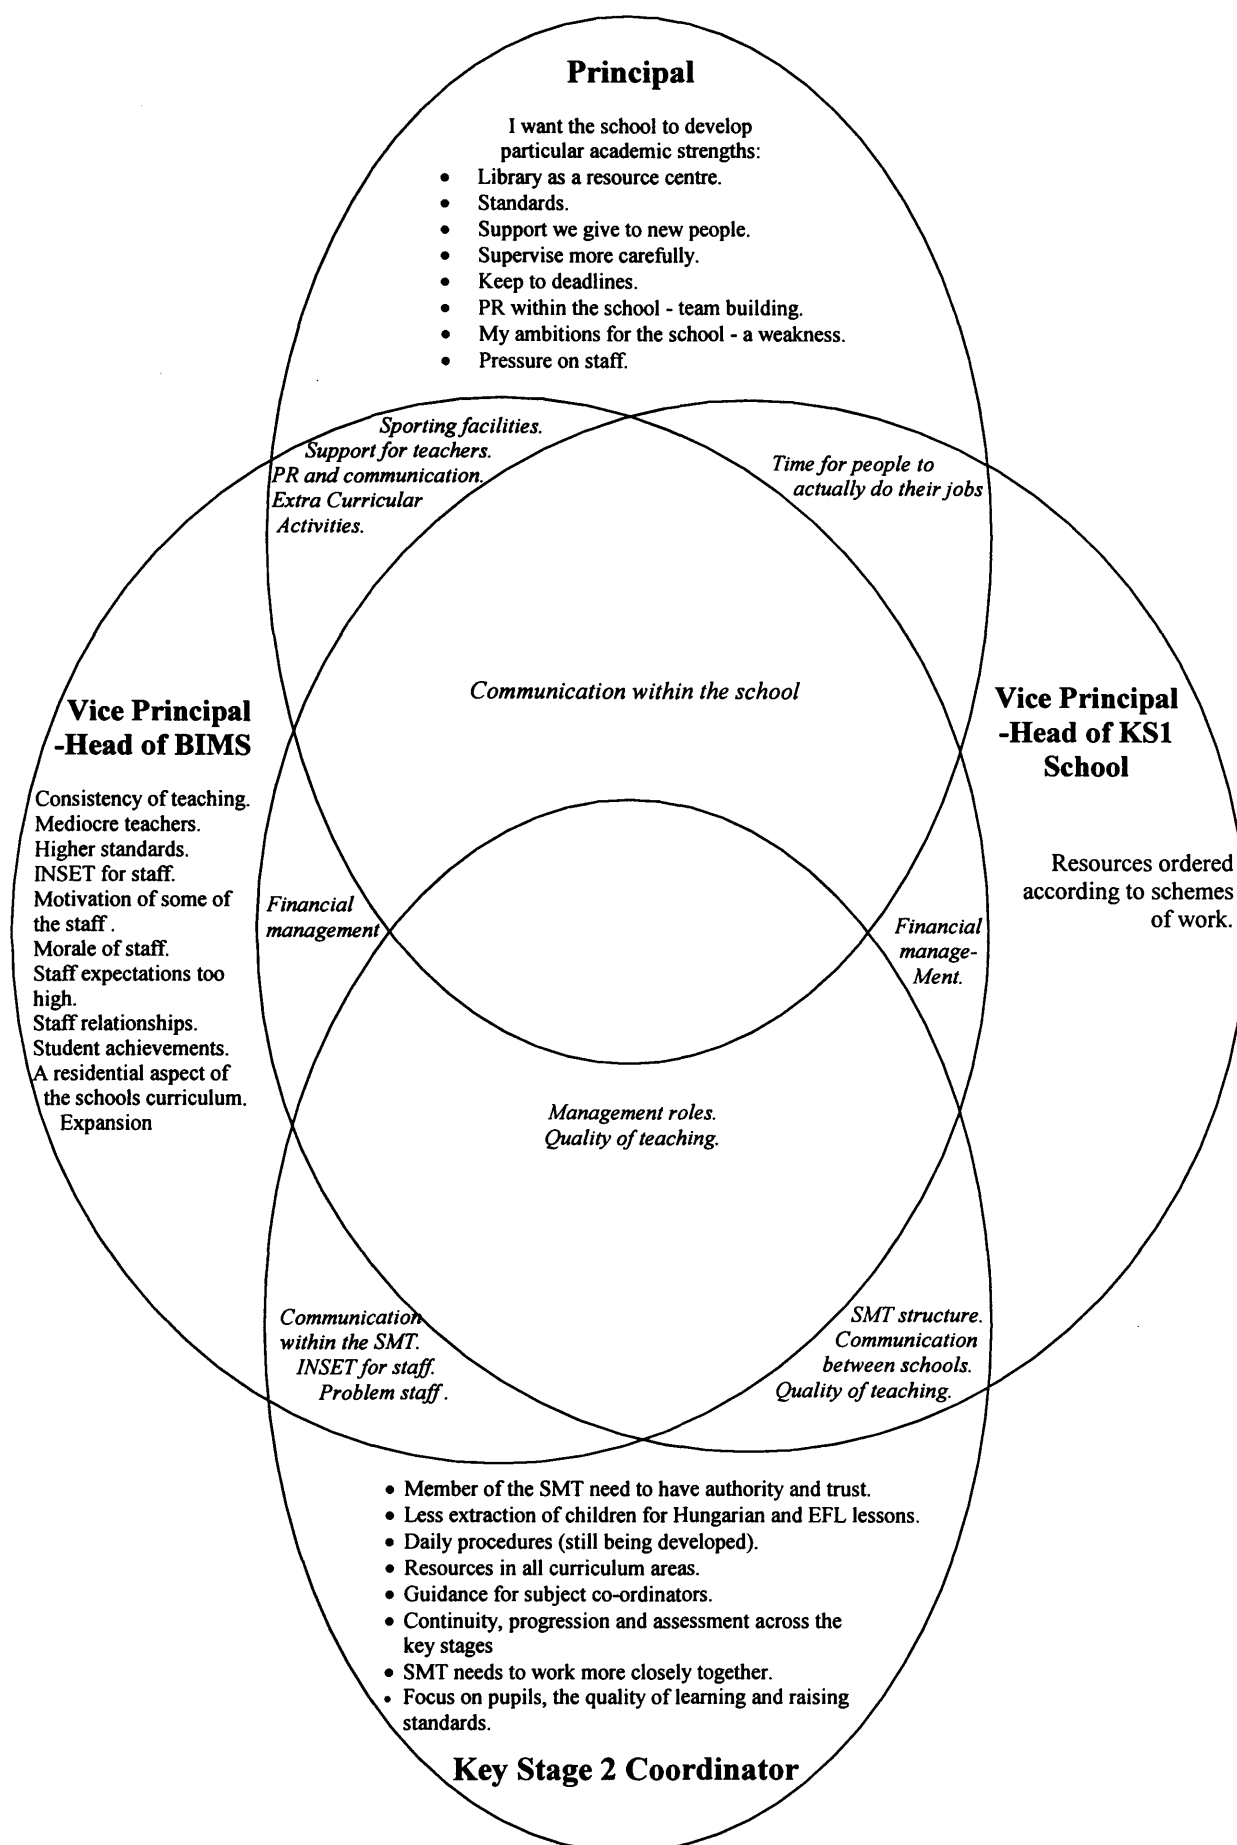 Principal
I want the school to develop
particular academic strengths:
• Library as a resource centre.
• Standards.
• Support we give to new people.
• Supervise more carefully.
• Keep to deadlines.
• PR within the school - team building.
• My ambitions for the school - a weakness.
• Pressure on staff.
Sporting facilities.
Support for teachers.
PR and communication.
Extra Curricular
Activities.
Time for people to
actually do their jobs
Communication within the school
Vice Principal
-Head of BIMS
Consistency of teaching.
Mediocre teachers.
Higher standards.
INSET for staff.
Motivation of some of
the staff .
Morale of staff.
Staff expectations too
high.
Staff relationships.
Student achievements.
A residential aspect of
the schools curriculum.
Expansion
Vice Principal
-Head of KS1
School
Resources ordered
according to schemes
of work.
Financial
management
Financial
manage-
Ment.
Management roles.
Quality of teaching.
Communication
within the SMT.
INSET for staff.
Problem staff .
SMT structure.
Communication
between schools.
Quality of teaching.
• Member of the SMT need to have authority and trust.
• Less extraction of children for Hungarian and EFL lessons.
• Daily procedures (still being developed).
• Resources in all curriculum areas.
• Guidance for subject co-ordinators.
• Continuity, progression and assessment across the
key stages
• SMT needs to work more closely together.
• Focus on pupils, the quality of learning and raising
standards.
Key Stage 2 Coordinator